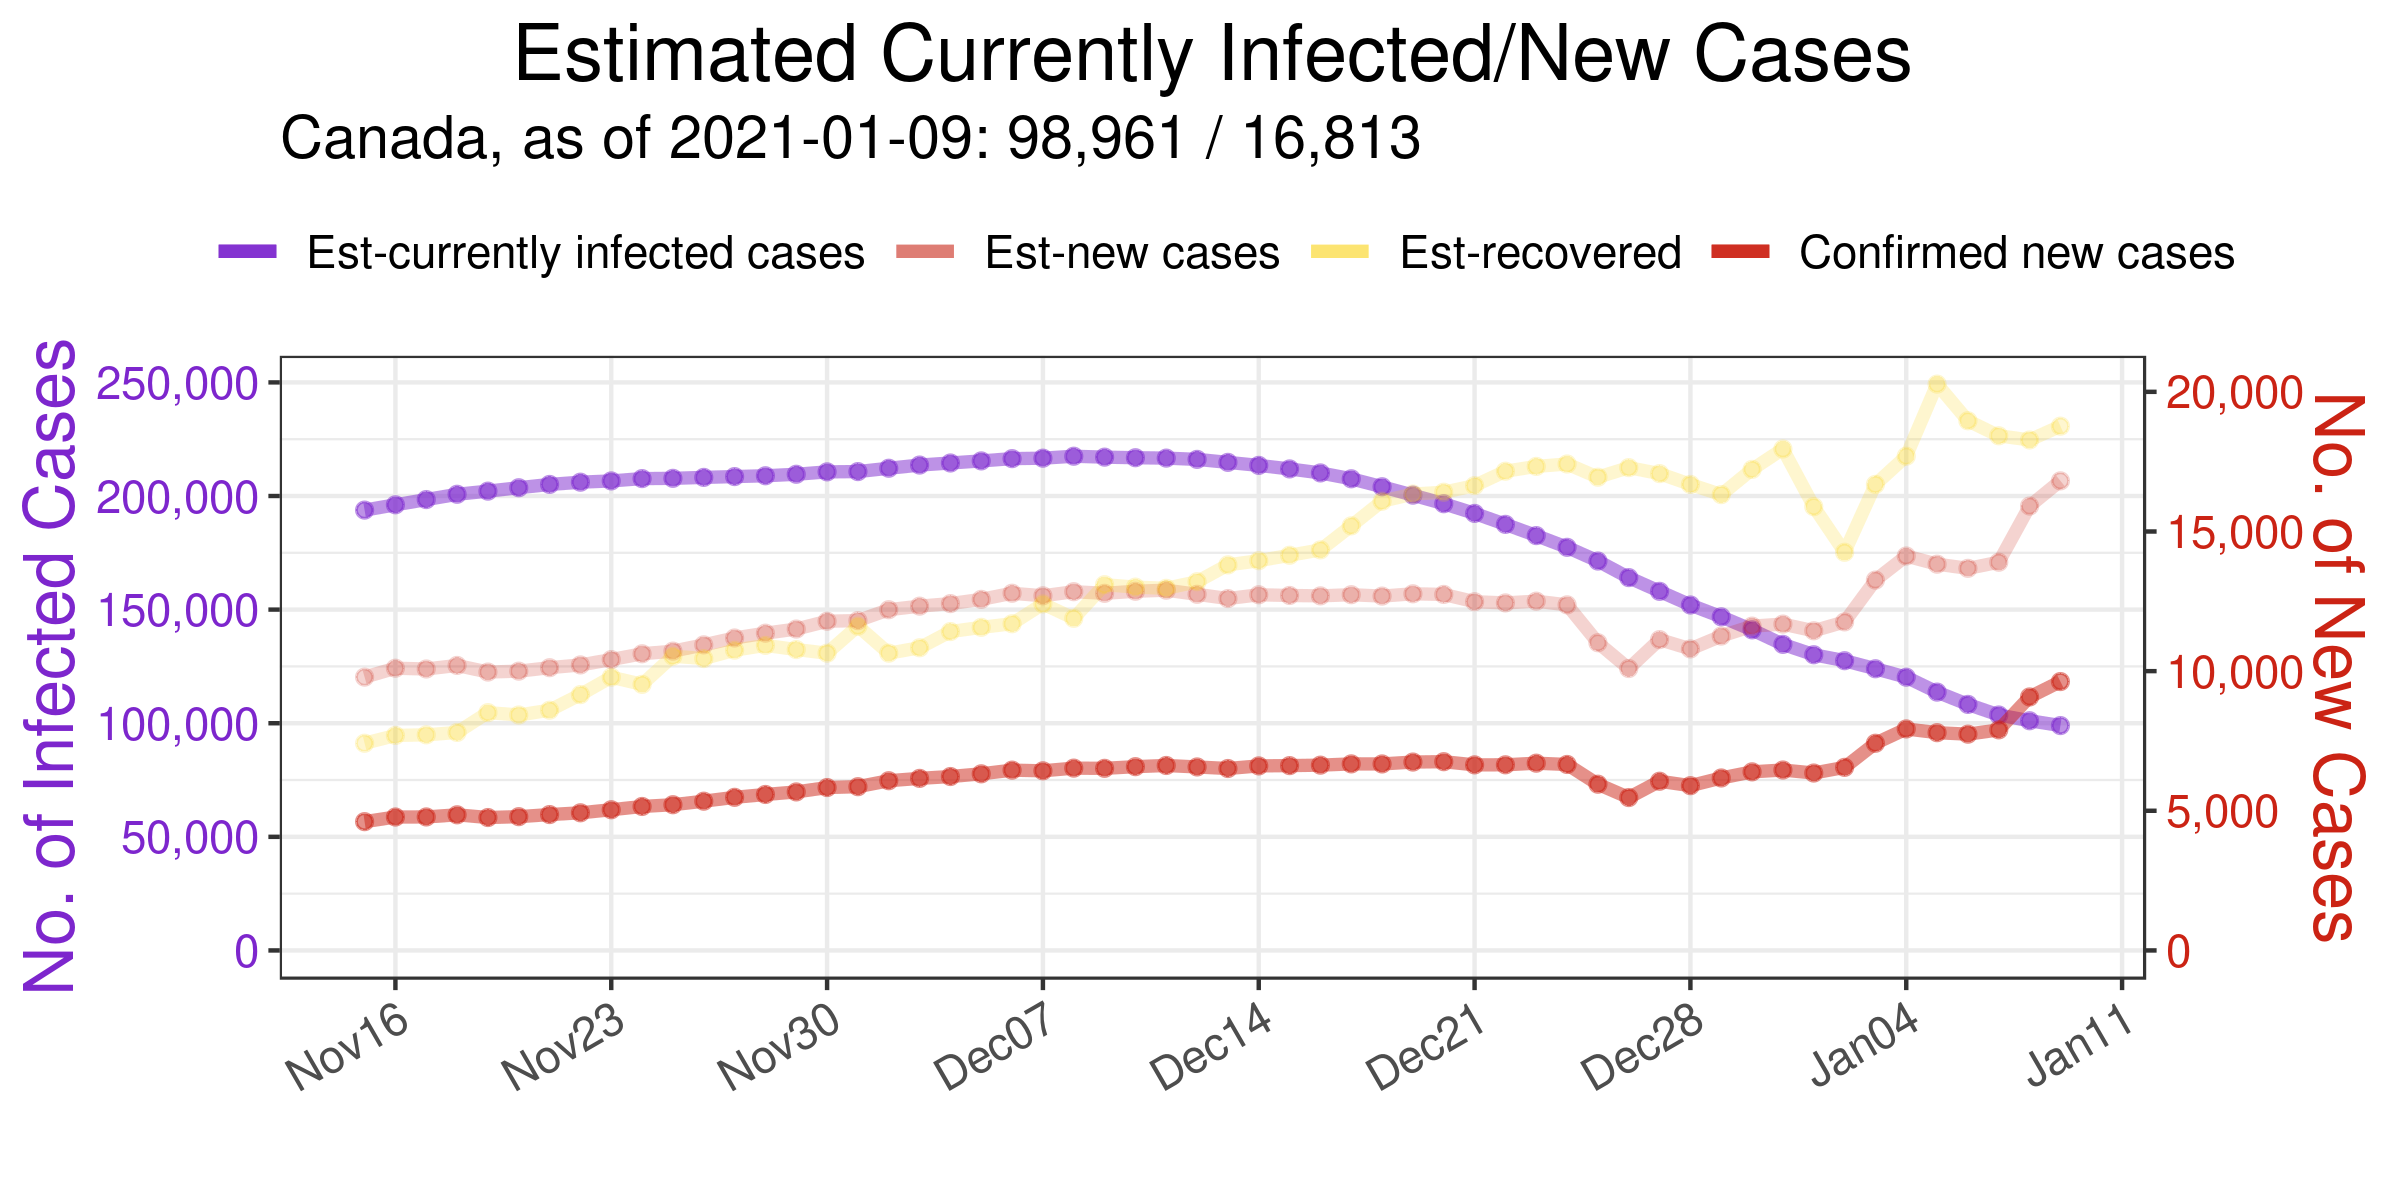 Estimated Currently Infected/New Cases
Canada, as of 2021-01-09: 98,961 / 16,813
Est-currently infected cases Est-new cases Est-recovered Confirmed new cases
No. of Infected Cases
250,000
200,000
150,000
100,000
50,000
0
20,000
15,000
10,000
5,000
0
No. of New Cases
Nov16 Nov23 Nov30 Dec07 Dec14 Dec21 Dec28 Jan04 Jan11